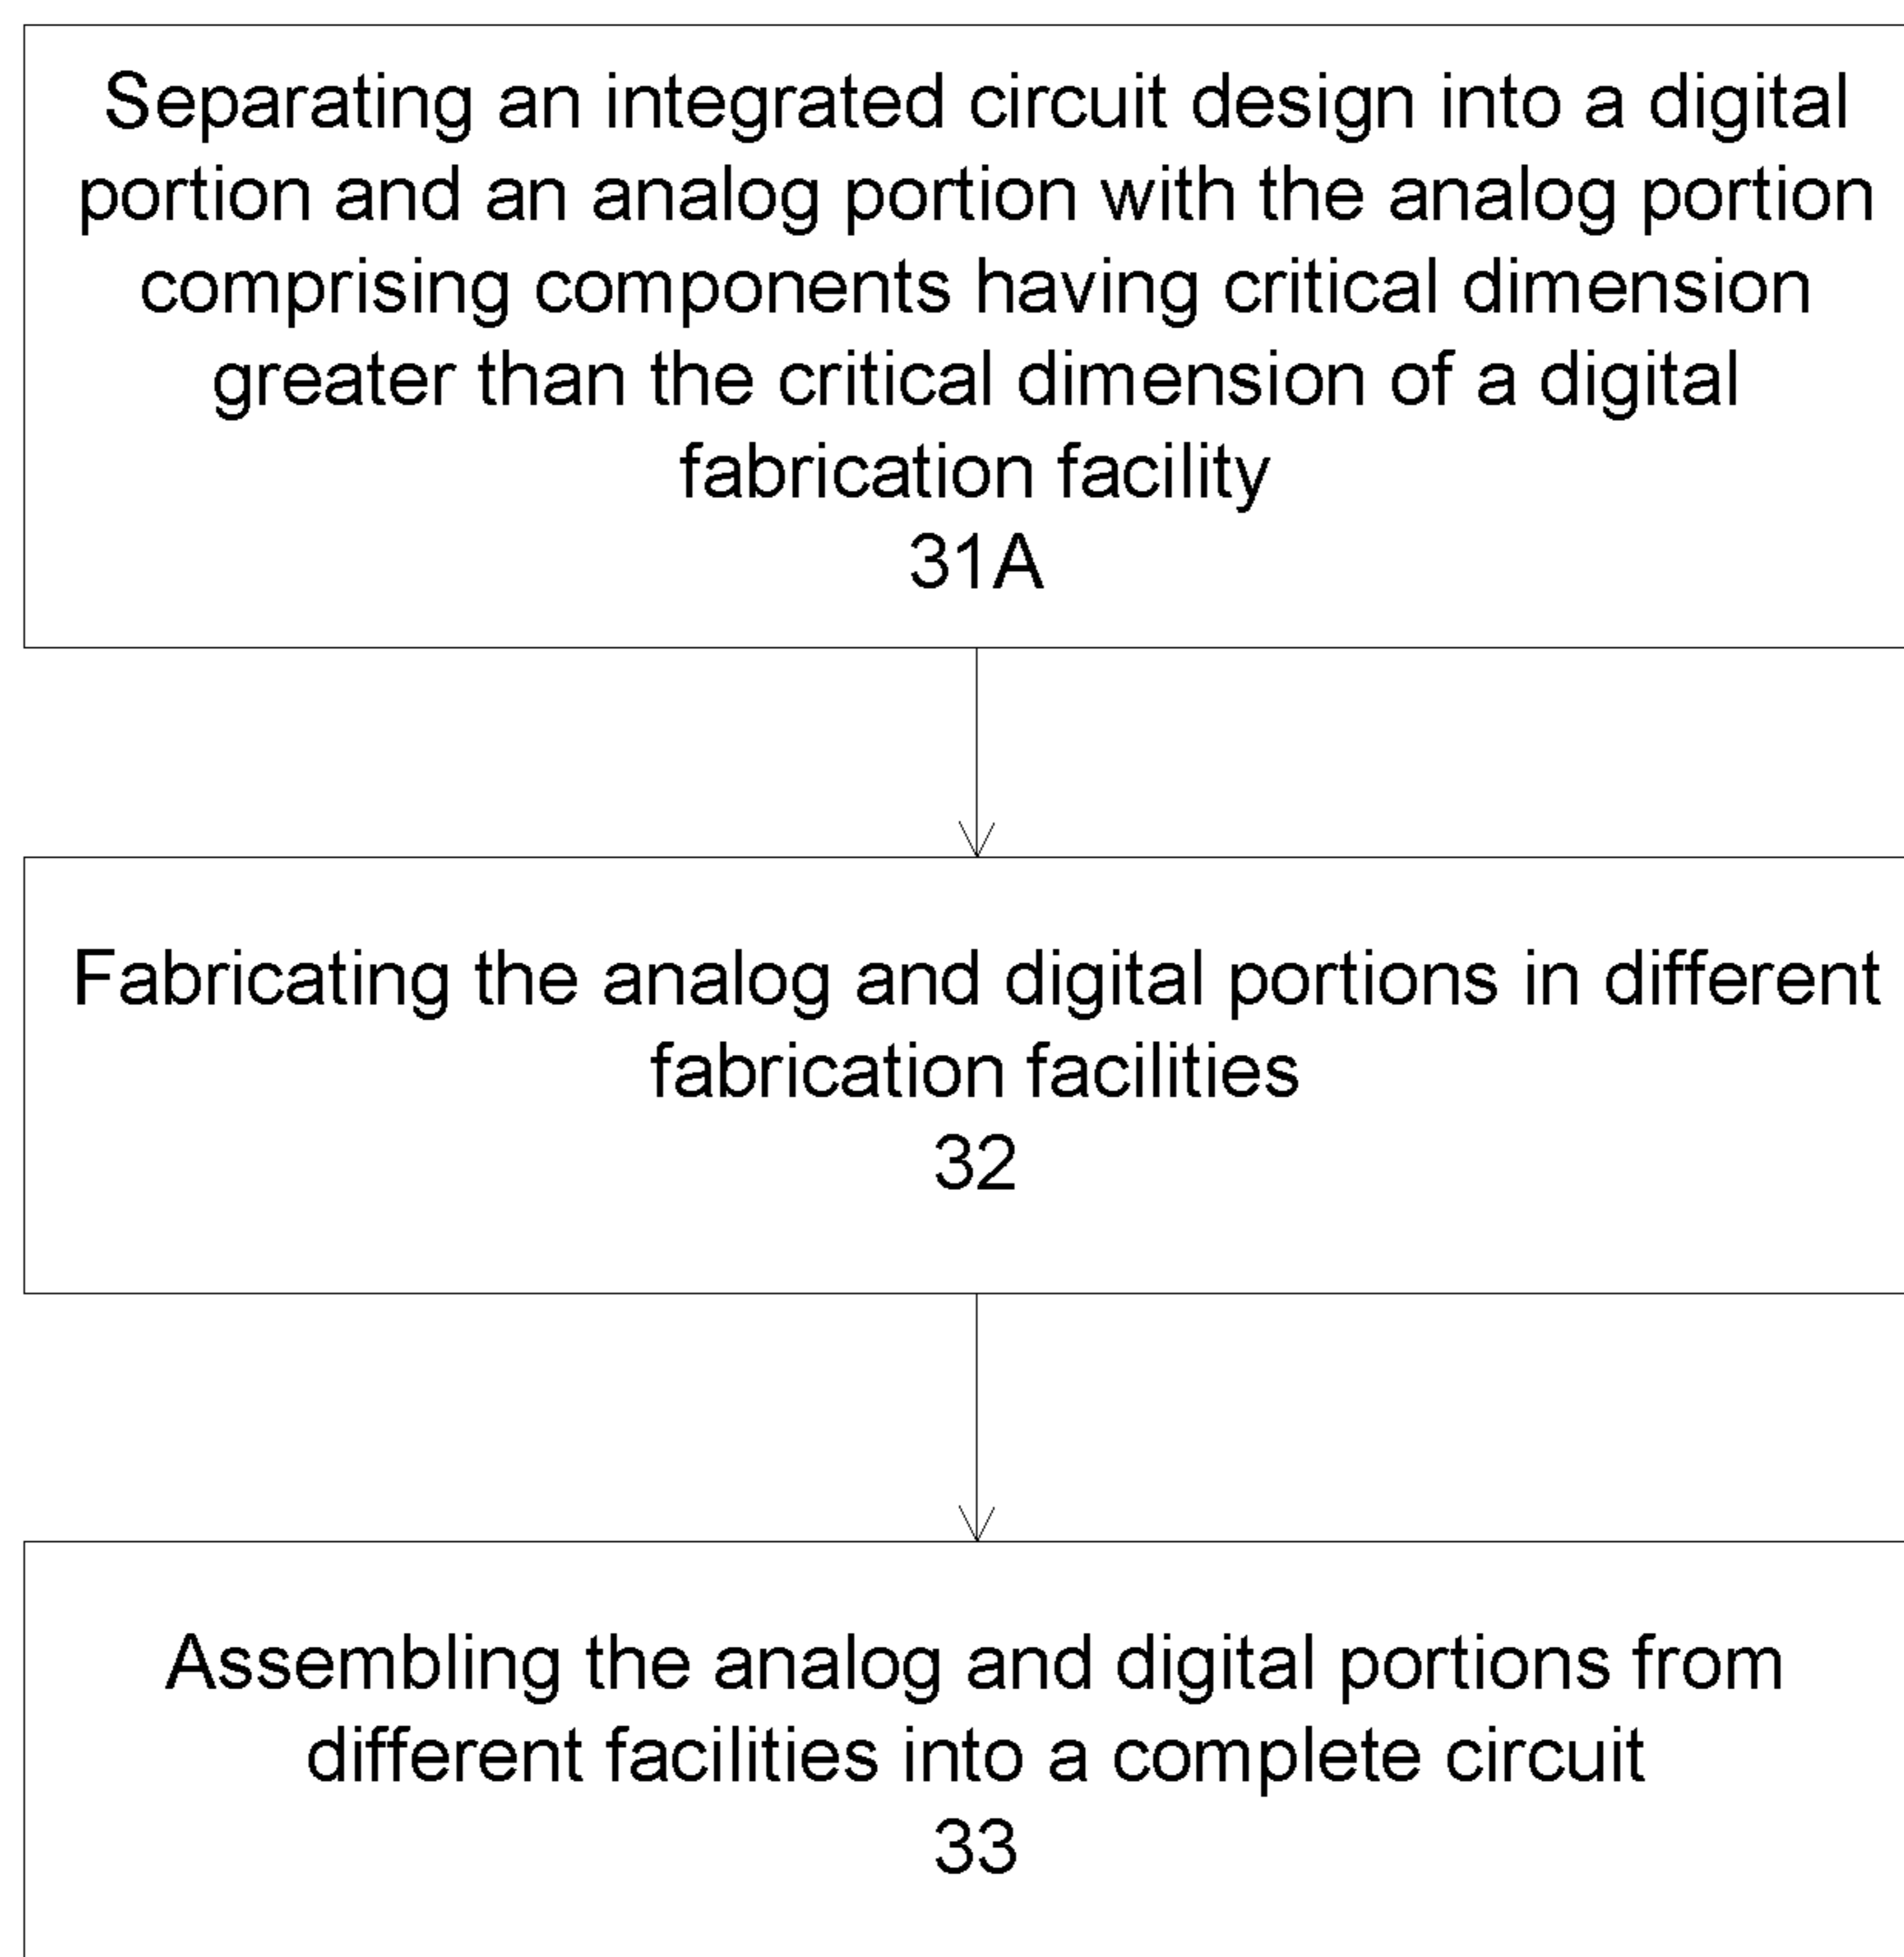 Separating an integrated circuit design into a digital
portion and an analog portion with the analog portion
comprising components having critical dimension
greater than the critical dimension of a digital
fabrication facility
31A
Fabricating the analog and digital portions in different
fabrication facilities
32
Assembling the analog and digital portions from
different facilities into a complete circuit
33